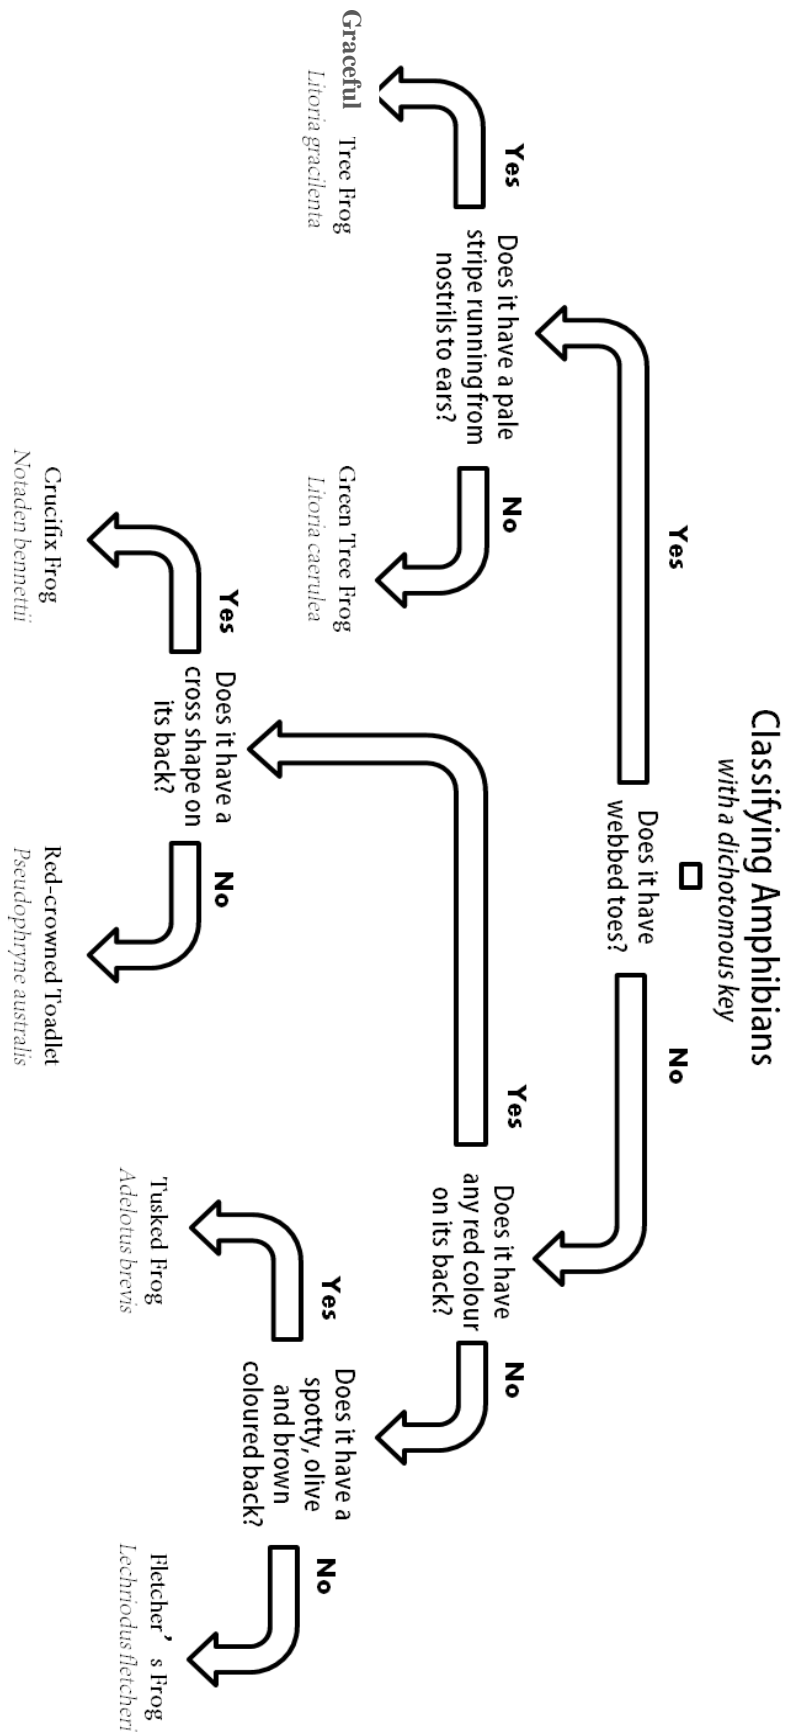 Classifying Amphibians
with a dichotomous key
Does it have
webbed toes?
Yes
No
Does it have a pale
stripe running from
nostrils to ears?
Yes
No
Graceful Tree Frog
Litoria gracilenta
Green Tree Frog
Litoria caerulea
Does it have
any red colour
on its back?
Yes
No
Does it have a
cross shape on
its back?
Yes
No
Crucifix Frog
Notaden bennettii
Red-crowned Toadlet
Pseudophryne australis
Does it have a
spotty, olive
and brown
coloured back?
Yes
No
Tusked Frog
Adelotus brevis
Fletcher’ s Frog
Lechriodus fletcheri